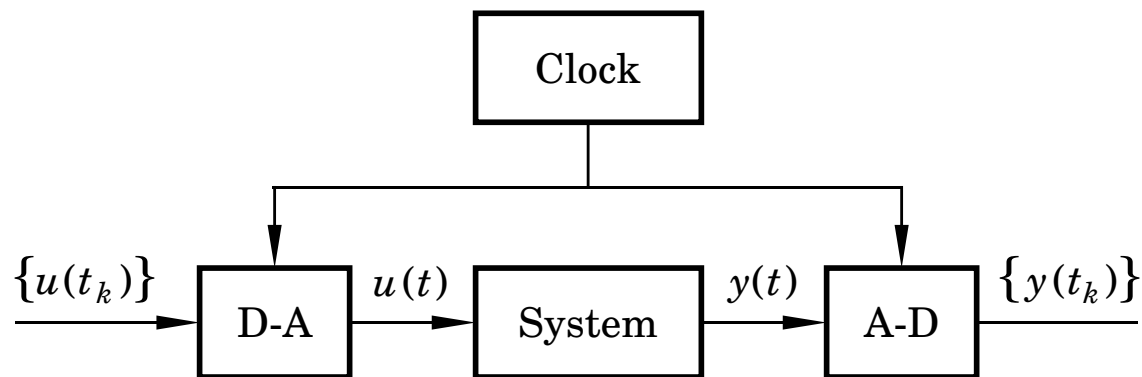 Clock
{u(t_k)}
D-A
u(t)
System
y(t)
A-D
{y(t_k)}